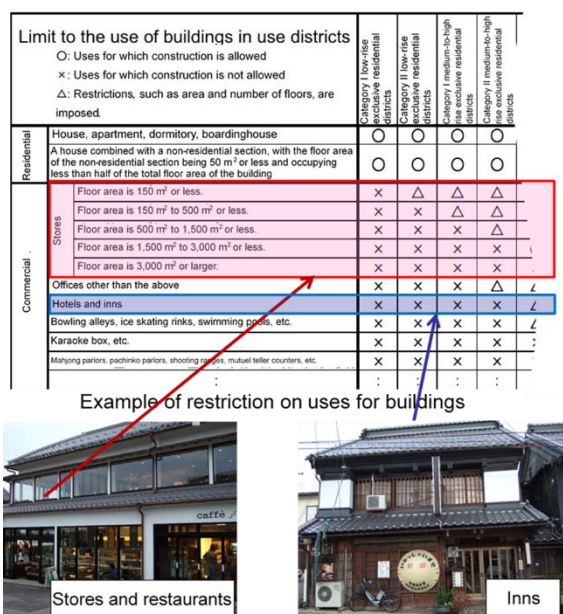 Limit to the use of buildings in use districts
O: Uses for which construction is allowed
×: Uses for which construction is not allowed
△: Restrictions, such as area and number of floors, are
imposed.
Category I low-rise
exclusive residential
districts
Category II low-rise
exclusive residential
districts
Category I medium-to-high
rise exclusive residential
districts
Category II medium-to-high
rise exclusive residential
districts
Residential
House, apartment, dormitory, boardinghouse O O O O
A house combined with a non-residential section, with the floor area
of the non-residential section being 50 m² or less and occupying
less than half of the total floor area of the building
O O O O
Commercial
Stores
Floor area is 150 m² or less. × △ △ △
Floor area is 150 m² to 500 m² or less. × × △ △
Floor area is 500 m² to 1,500 m² or less. × × × △
Floor area is 1,500 m² to 3,000 m² or less. × × × ×
Floor area is 3,000 m² or larger. × × × ×
Offices other than the above × × × △
Hotels and inns × × × ×
Bowling alleys, ice skating rinks, swimming pools, etc. × × × ×
Karaoke box, etc. × × × ×
Mahjong parlors, pachinko parlors, shooting ranges, mutuel teller counters, etc. × × × ×
: : : : :
Example of restriction on uses for buildings
caffè
Stores and restaurants
Inns